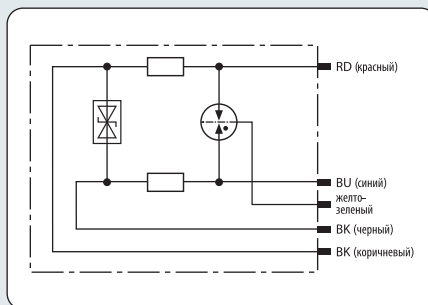 RD (красный)
BU (синий)
желто-
зеленый
BK (черный)
BK (коричневый)